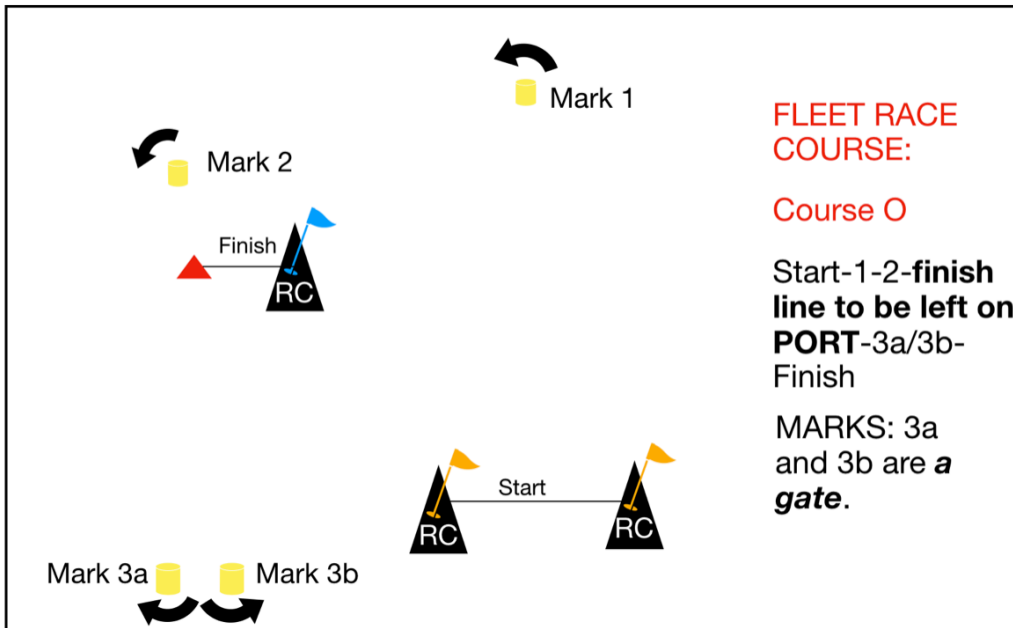 Mark 1
FLEET RACE
COURSE:
Mark 2
Course O
Finish
RC
Start-1-2-finish
line to be left on
PORT-3a/3b-
Finish
MARKS: 3a
and 3b are a
gate.
Start
RC
RC
Mark 3a
Mark 3b